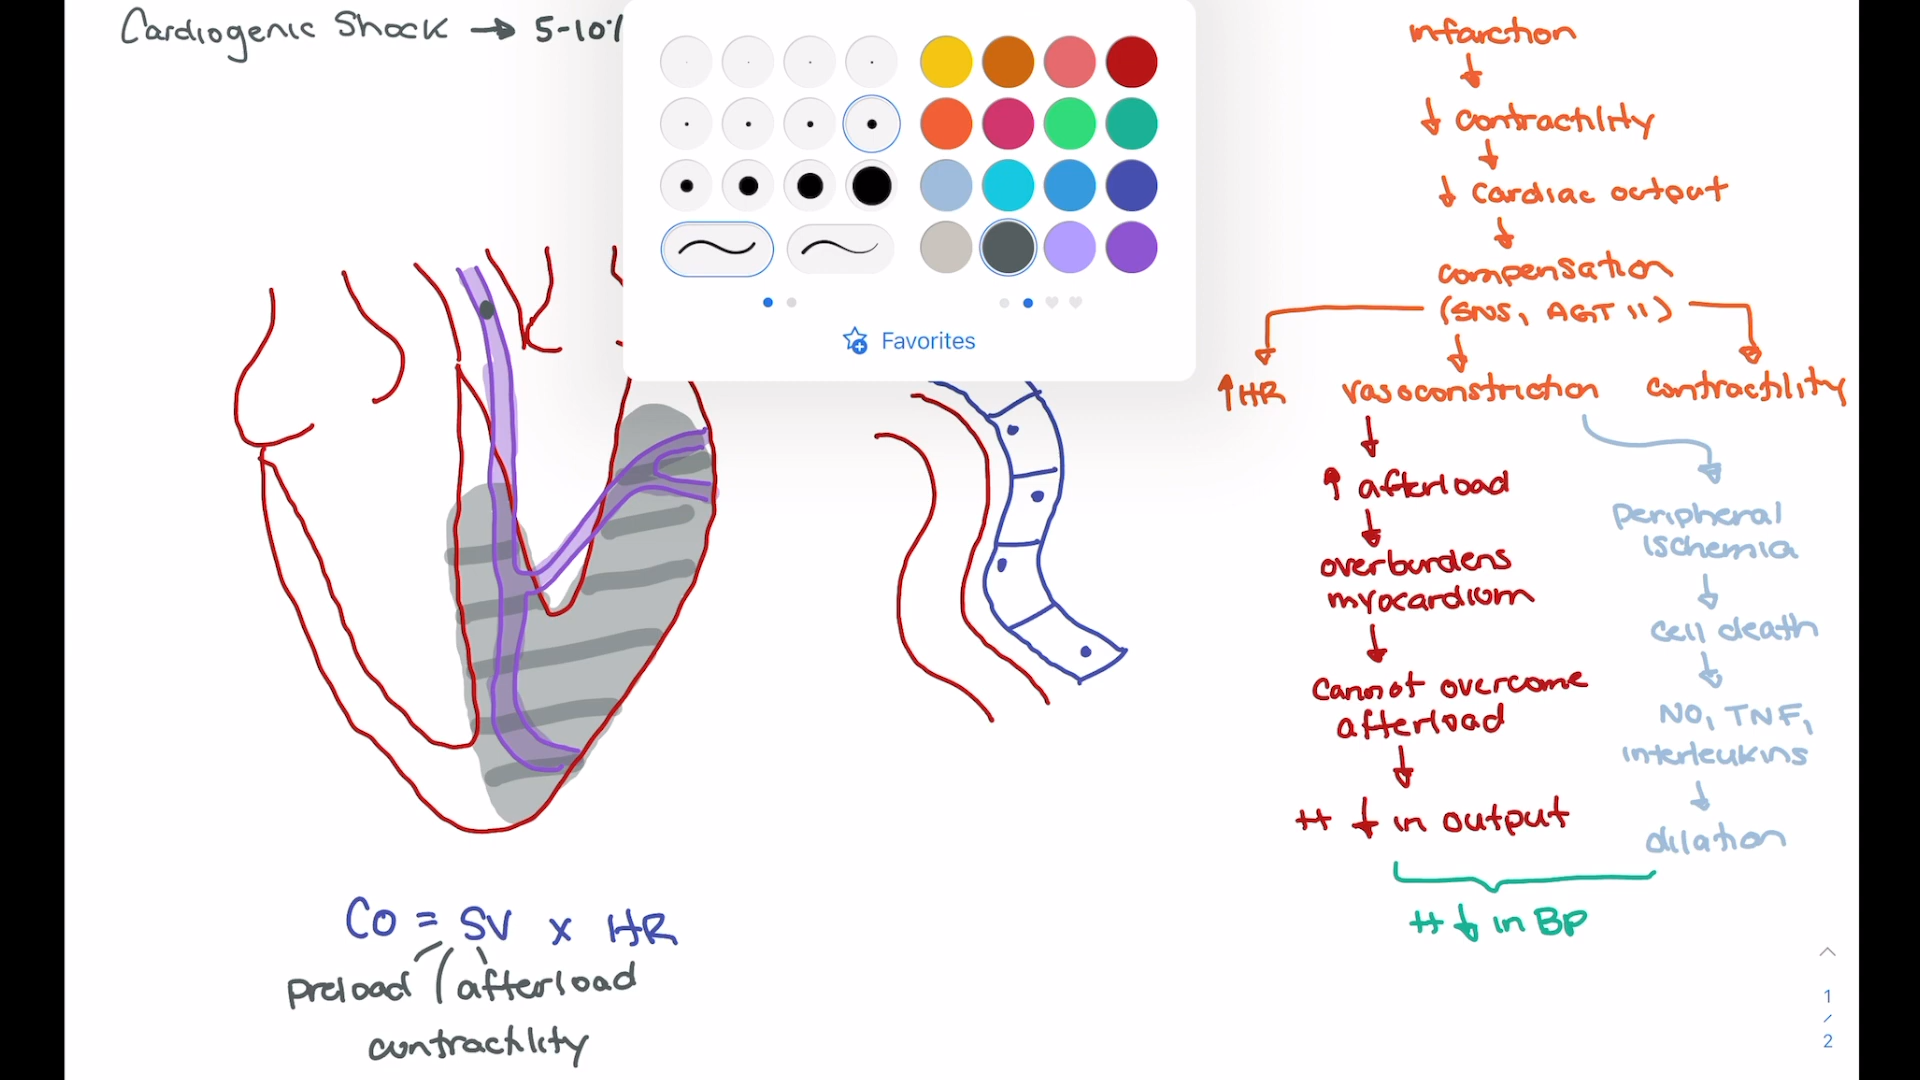 Cardiogenic Shock → 5-10%
Favorites
infarction
↓
↓ contractility
↓
↓ cardiac output
↓
compensation
(SNS, AGT II)
↑ HR
vasoconstriction
contractility
↑ afterload
overburdens
myocardium
cannot overcome
afterload
++ ↓ in output
peripheral
ischemia
cell death
NO, TNF,
interleukins
dilation
++ ↓ in BP
CO = SV x HR
preload / afterload
contractility
1
/
2